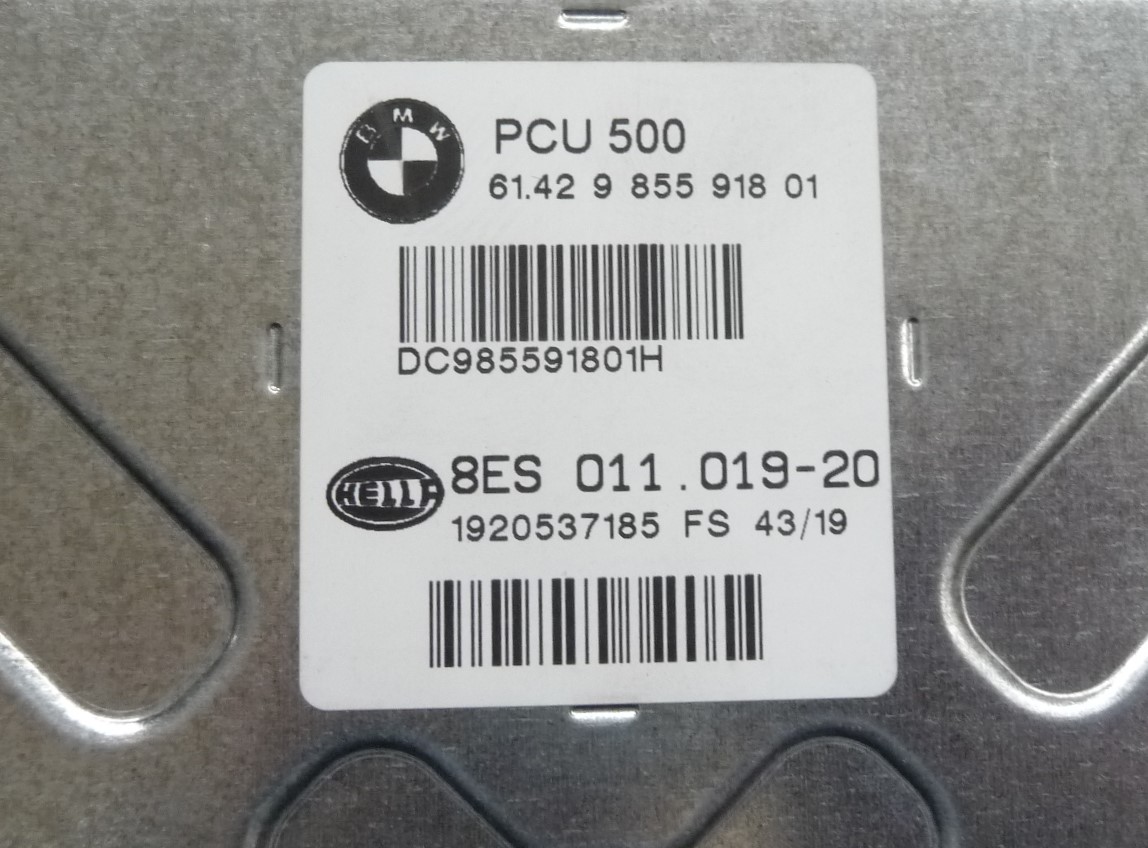 BMW
PCU 500
61.42 9 855 918 01
DC985591801H
HELLA
8ES 011.019-20
1920537185 FS 43/19